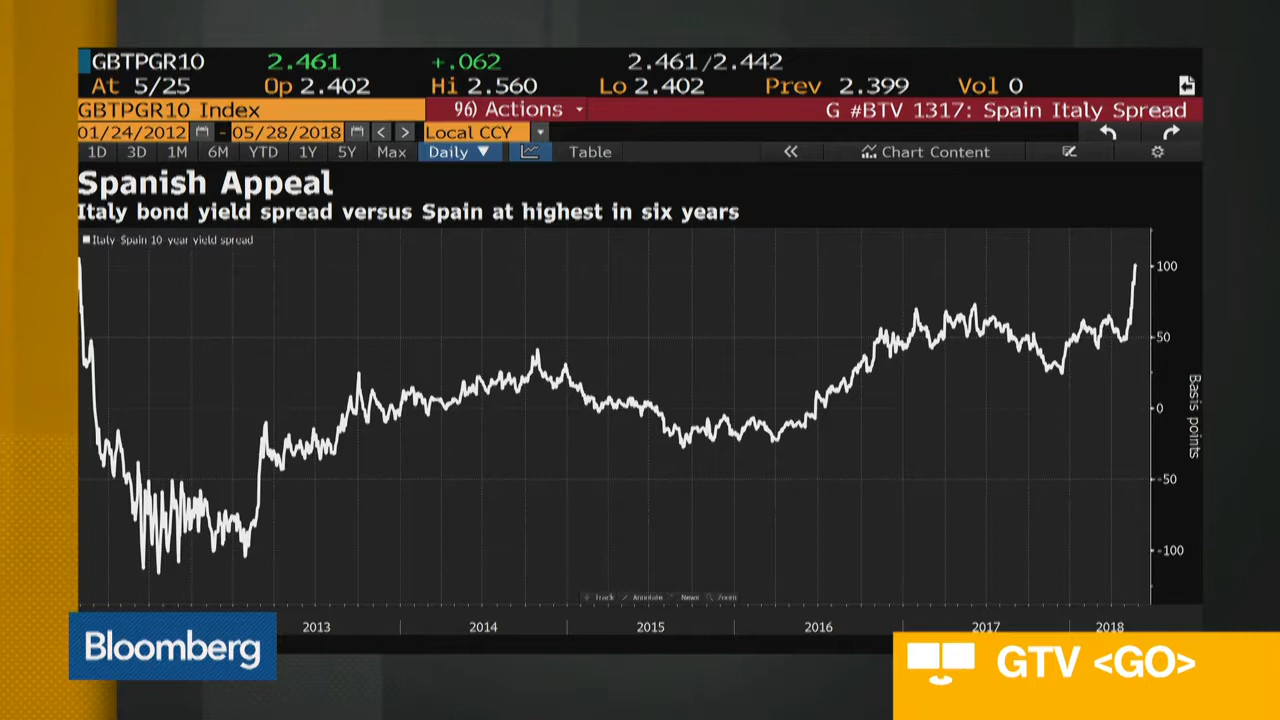 GBTPGR10 2.461 +.062 2.461/2.442
At 5/25 Op 2.402 Hi 2.560 Lo 2.402 Prev 2.399 Vol 0
GBTPGR10 Index 96) Actions G #BTV 1317: Spain Italy Spread
01/24/2012 - 05/28/2018 < > Local CCY
1D 3D 1M 6M YTD 1Y 5Y Max Daily ▼ Table « Chart Content
Spanish Appeal
Italy bond yield spread versus Spain at highest in six years
Italy Spain 10 year yield spread
100
50
0
-50
-100
Basis points
Track Annotate News Zoom
2013 2014 2015 2016 2017 2018
Bloomberg
GTV <GO>